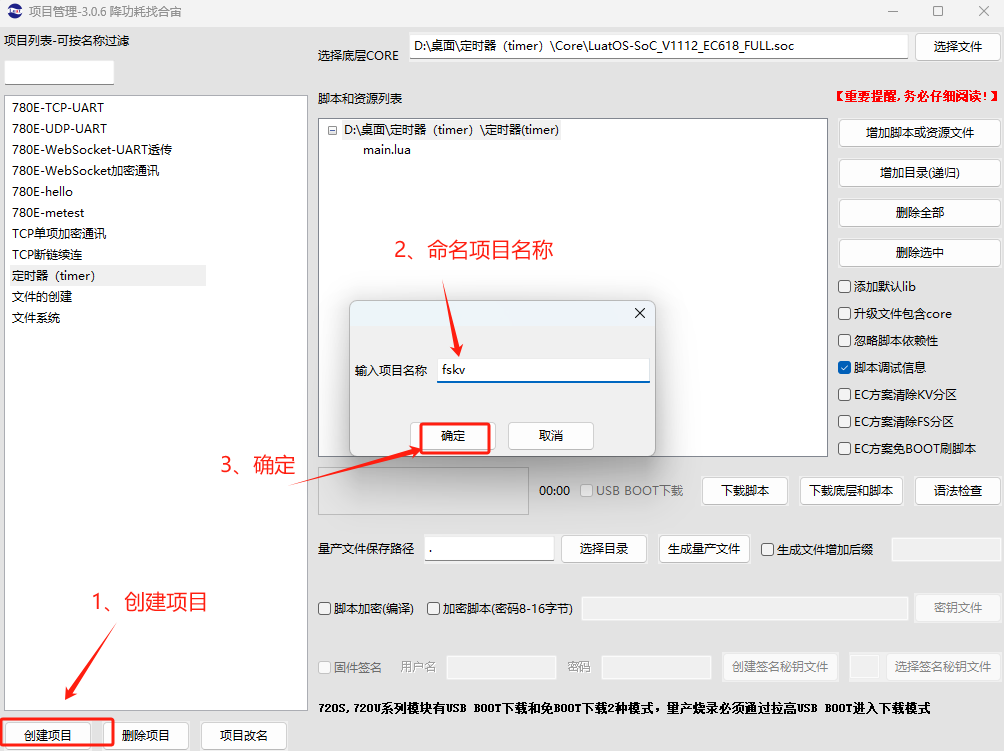 项目管理-3.0.6 降功耗找合宙
项目列表-可按名称过滤
780E-TCP-UART
780E-UDP-UART
780E-WebSocket-UART透传
780E-WebSocket加密通讯
780E-hello
780E-metest
TCP单项加密通讯
TCP断链续连
定时器（timer）
文件的创建
文件系统
1、创建项目
创建项目
删除项目
项目改名
选择底层CORE
D:\桌面\定时器（timer）\Core\LuatOS-SoC_V1112_EC618_FULL.soc
选择文件
脚本和资源列表
【重要提醒,务必仔细阅读!】
D:\桌面\定时器（timer）\定时器(timer)
main.lua
增加脚本或资源文件
增加目录(递归)
删除全部
删除选中
添加默认lib
升级文件包含core
忽略脚本依赖性
脚本调试信息
EC方案清除KV分区
EC方案清除FS分区
EC方案免BOOT刷脚本
2、命名项目名称
输入项目名称
fskv
确定
取消
3、确定
00:00
USB BOOT下载
下载脚本
下载底层和脚本
语法检查
量产文件保存路径
.
选择目录
生成量产文件
生成文件增加后缀
脚本加密(编译)
加密脚本(密码8-16字节)
密钥文件
固件签名
用户名
密码
创建签名秘钥文件
选择签名秘钥文件
720S,720U系列模块有USB BOOT下载和免BOOT下载2种模式，量产烧录必须通过拉高USB BOOT进入下载模式